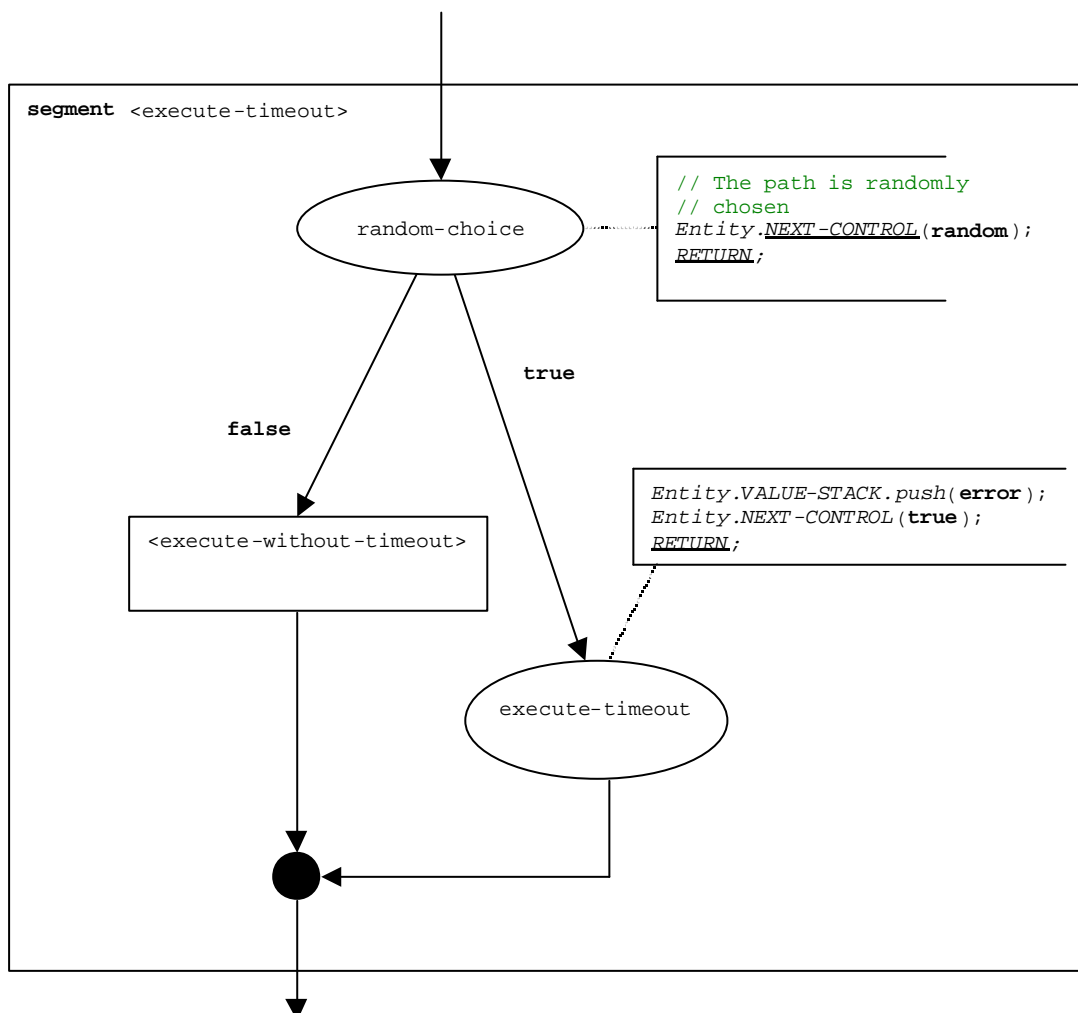 segment <execute-timeout>
// The path is randomly
// chosen
Entity.NEXT-CONTROL(random);
RETURN;
random-choice
true
false
Entity.VALUE-STACK.push(error);
Entity.NEXT-CONTROL(true);
RETURN;
<execute-without-timeout>
execute-timeout